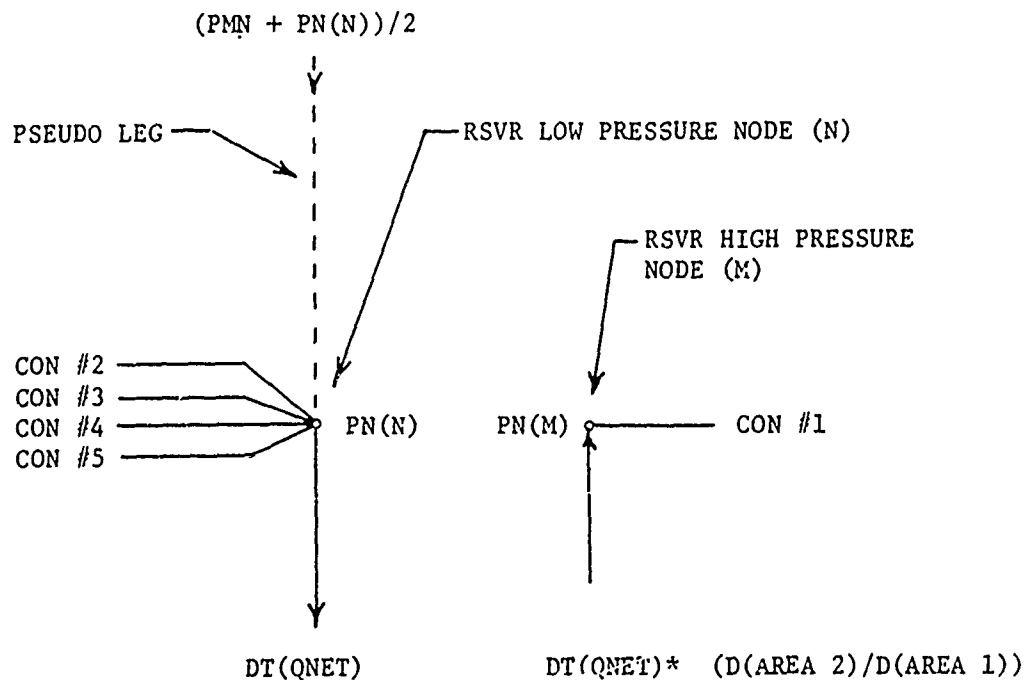 (PMN + PN(N))/2
PSEUDO LEG
RSVR LOW PRESSURE NODE (N)
RSVR HIGH PRESSURE
NODE (M)
CON #2
CON #3
CON #4
CON #5
PN(N)
PN(M)
CON #1
DT(QNET)
DT(QNET)* (D(AREA 2)/D(AREA 1))